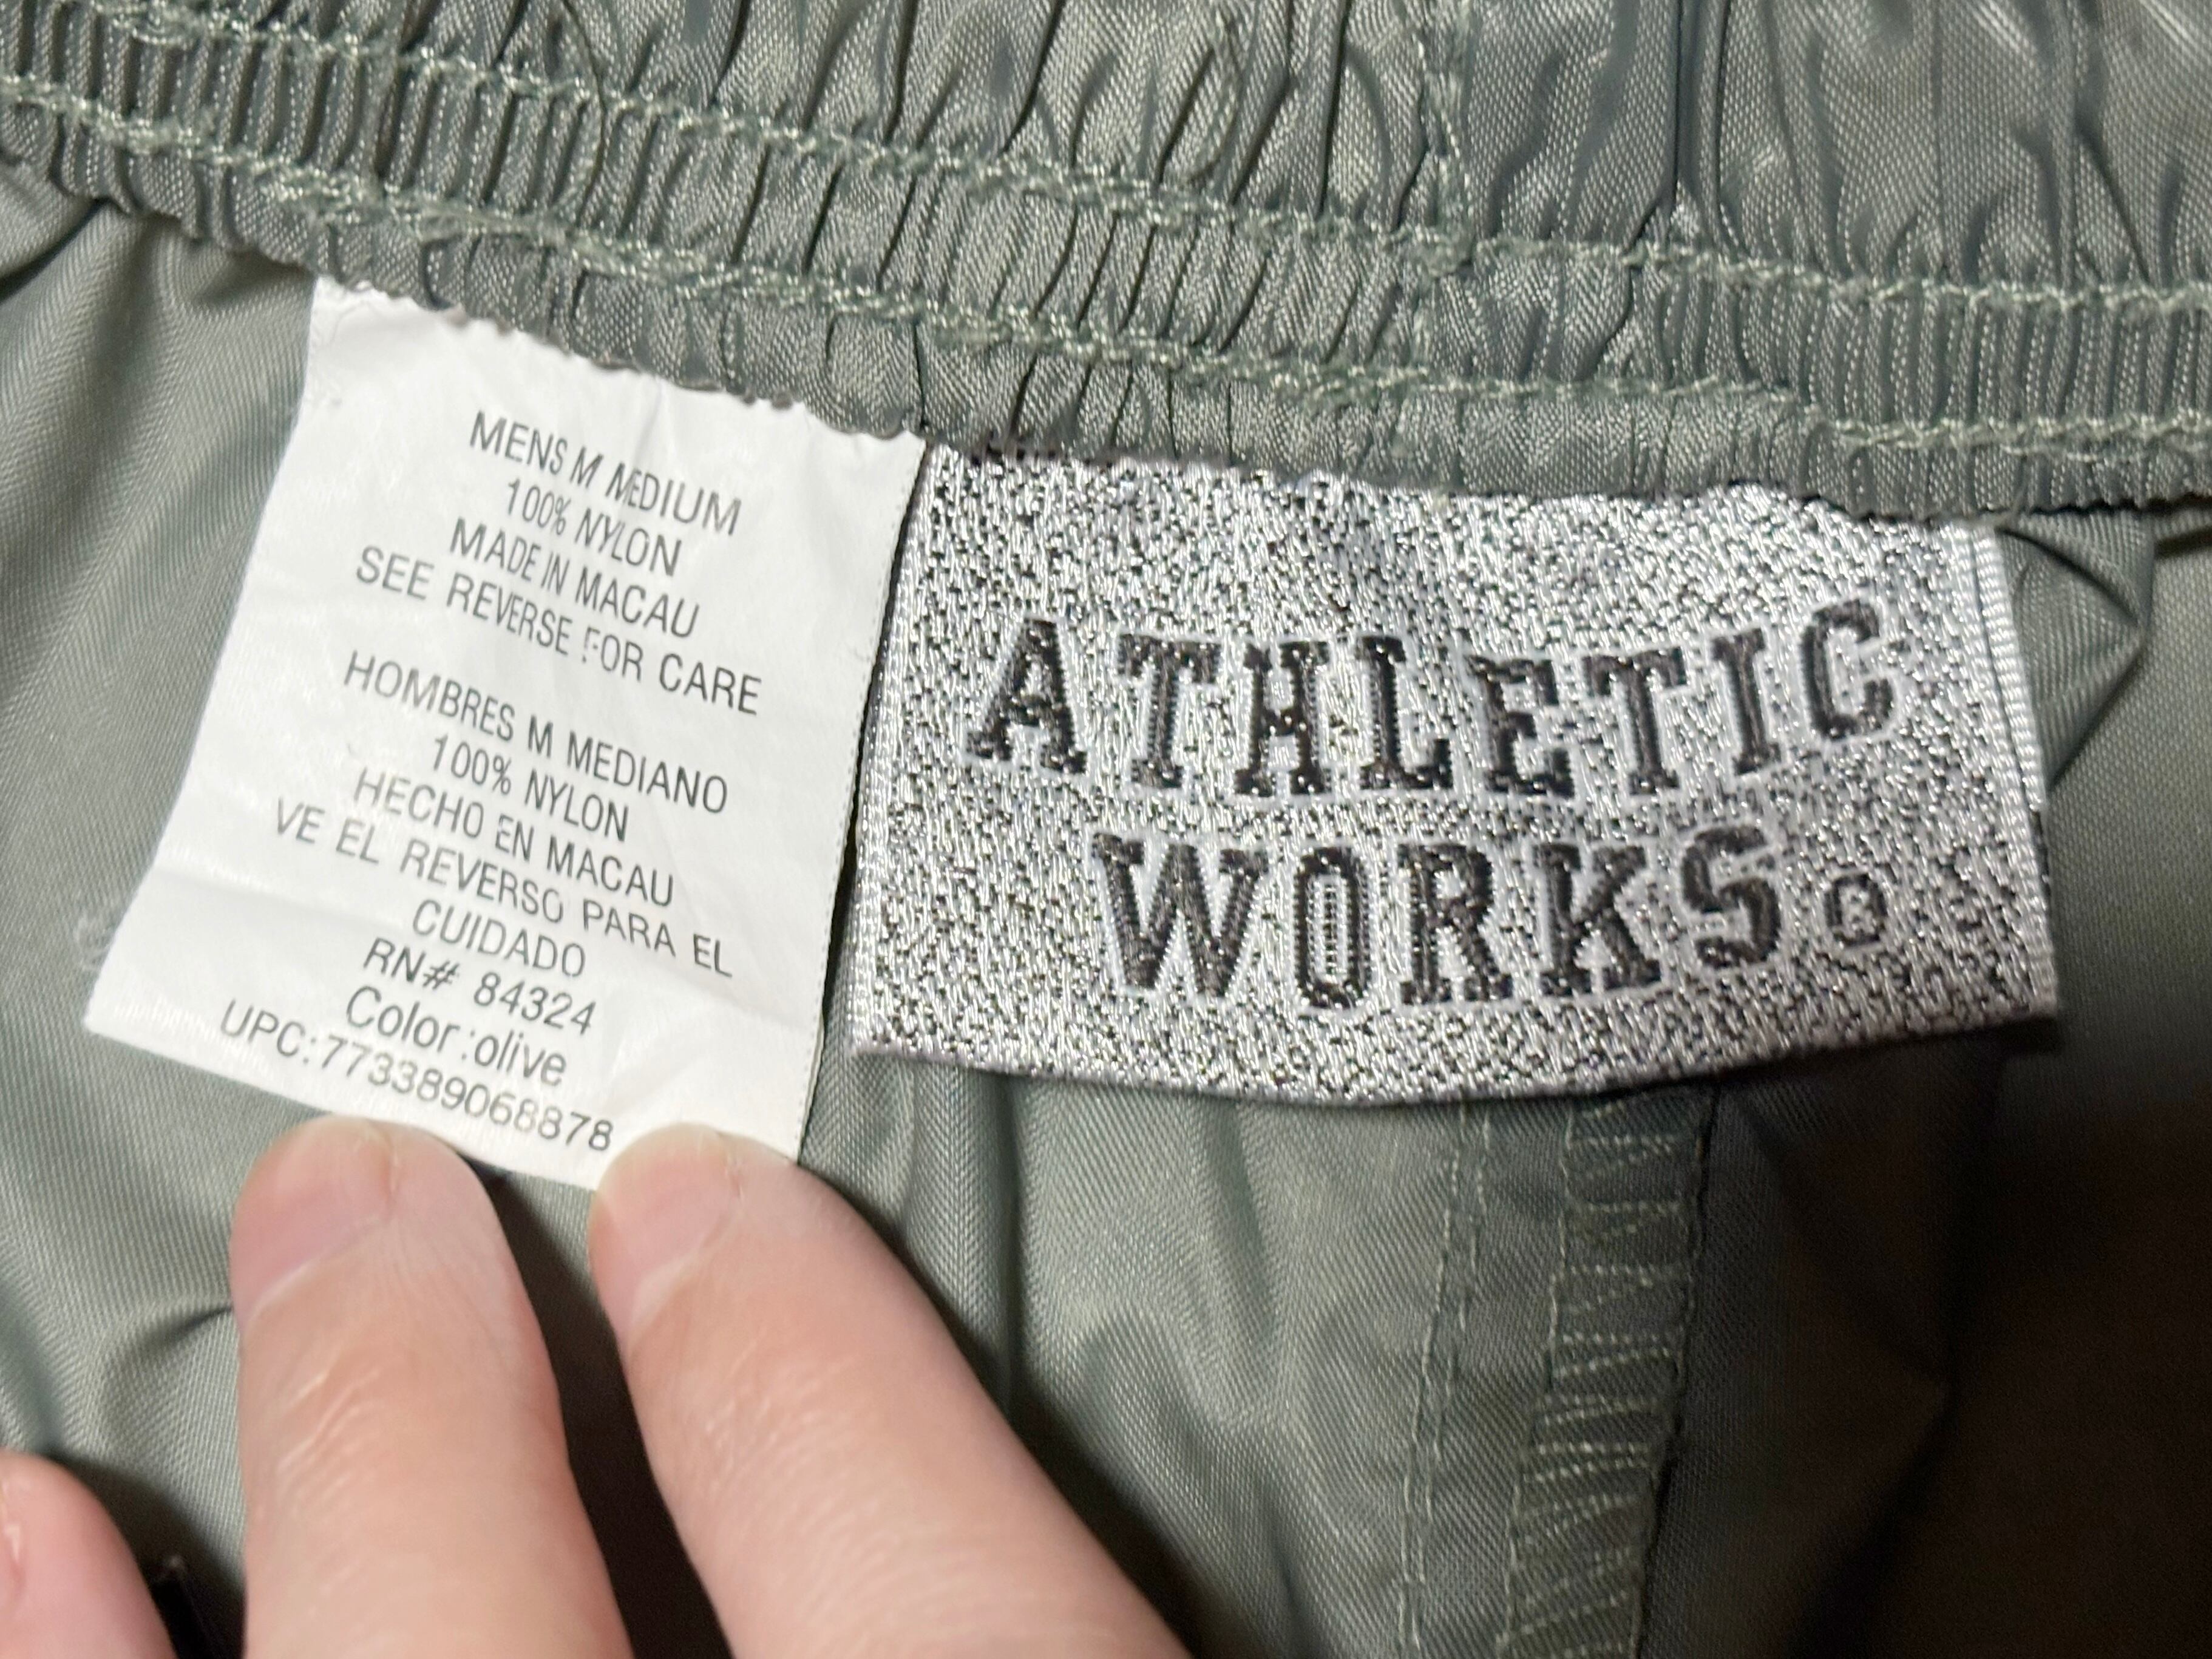 MENS M MEDIUM
100% NYLON
MADE IN MACAU
SEE REVERSE FOR CARE
HOMBRES M MEDIANO
100% NYLON
HECHO EN MACAU
VE EL REVERSO PARA EL
CUIDADO
RN# 84324
Color:olive
UPC:773389068878
ATHLETIC
WORKS®